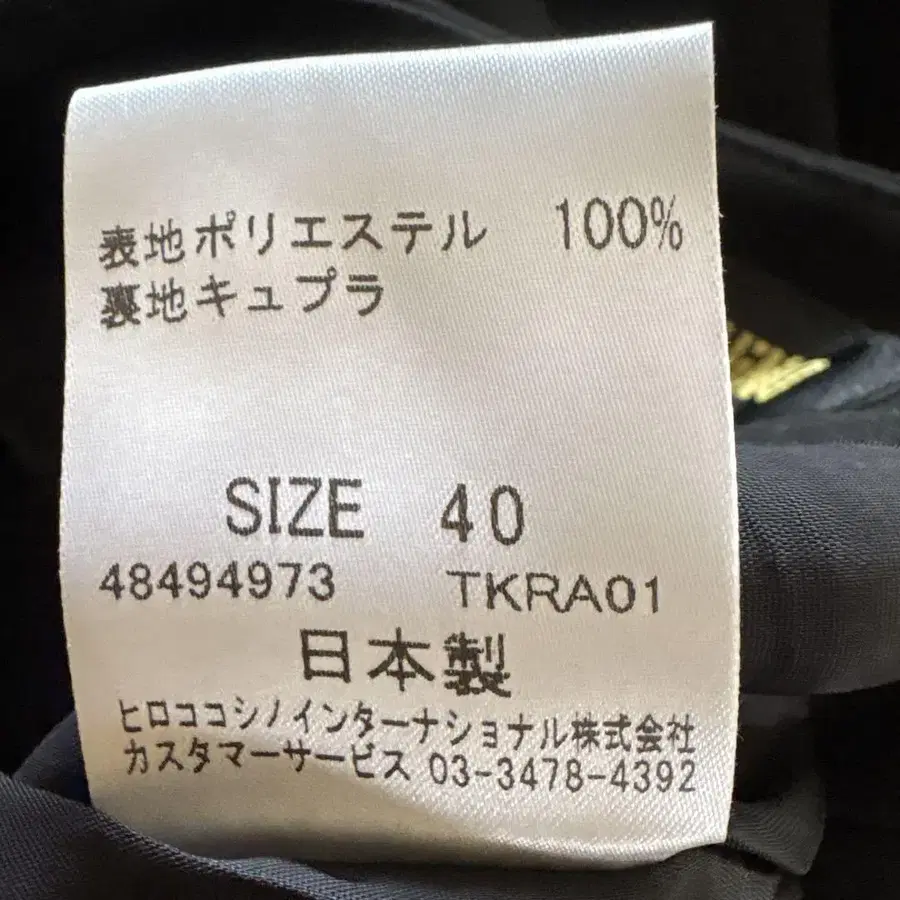 表地ポリエステル 100%
裏地キュプラ
SIZE 40
48494973 TKRA01
日本製
ヒロココシノインターナショナル株式会社
カスタマーサービス 03-3478-4392